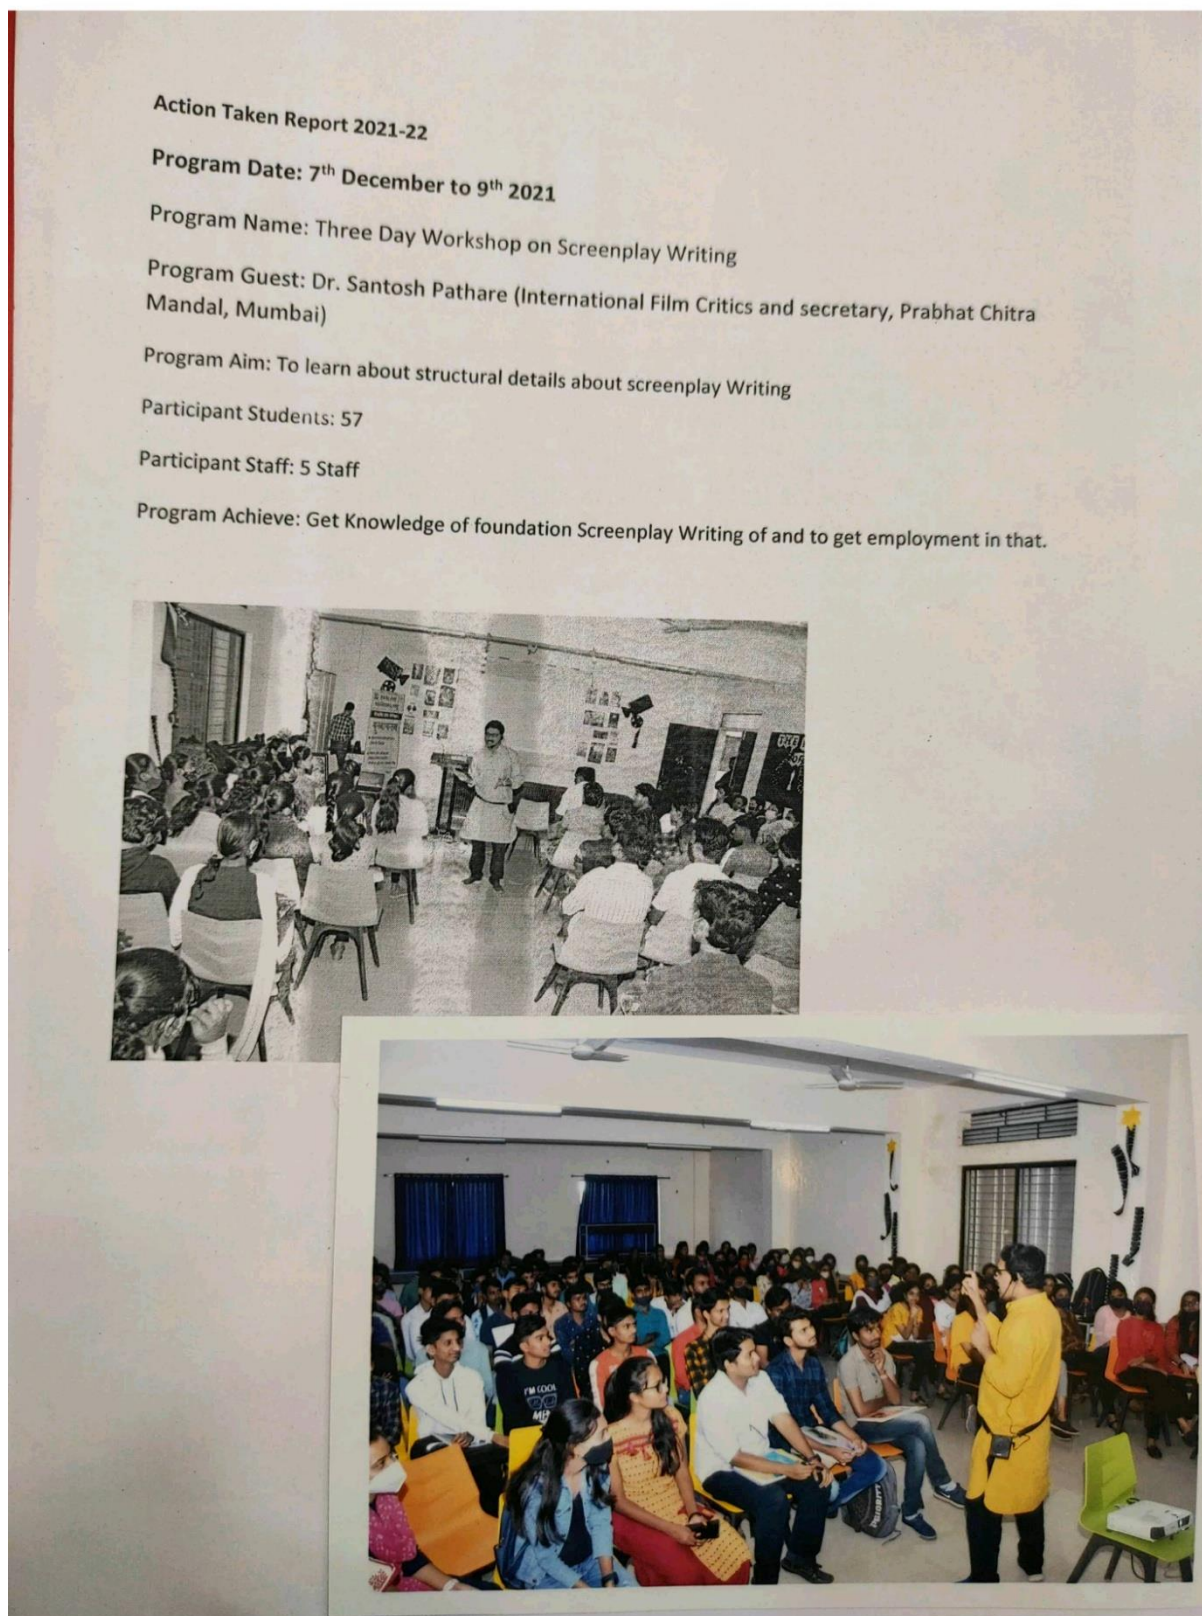 Action Taken Report 2021-22
Program Date: 7th December to 9th 2021
Program Name: Three Day Workshop on Screenplay Writing
Program Guest: Dr. Santosh Pathare (International Film Critics and secretary, Prabhat Chitra
Mandal, Mumbai)
Program Aim: To learn about structural details about screenplay Writing
Participant Students: 57
Participant Staff: 5 Staff
Program Achieve: Get Knowledge of foundation Screenplay Writing of and to get employment in that.
I'M COOL
PRIORITY